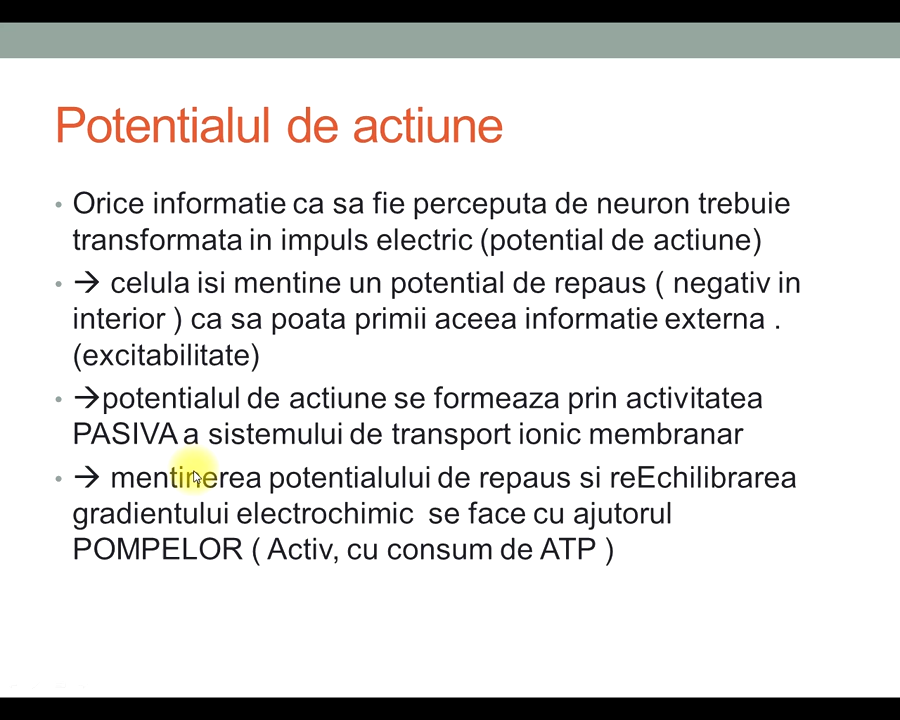 Potentialul de actiune
• Orice informatie ca sa fie perceputa de neuron trebuie
transformata in impuls electric (potential de actiune)
• → celula isi mentine un potential de repaus ( negativ in
interior ) ca sa poata primii aceea informatie externa .
(excitabilitate)
• →potentialul de actiune se formeaza prin activitatea
PASIVA a sistemului de transport ionic membranar
• → mentinerea potentialului de repaus si reEchilibrarea
gradientului electrochimic se face cu ajutorul
POMPELOR ( Activ, cu consum de ATP )